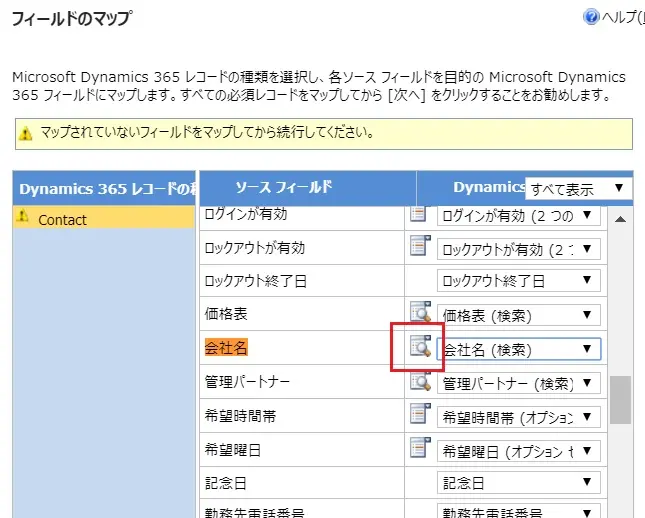 フィールドのマップ
ヘルプ(
Microsoft Dynamics 365 レコードの種類を選択し、各ソース フィールドを目的の Microsoft Dynamics
365 フィールドにマップします。すべての必須レコードをマップしてから [次へ] をクリックすることをお勧めします。
マップされていないフィールドをマップしてから続行してください。
Dynamics 365 レコードの種
ソース フィールド
Dynamics
すべて表示
Contact
ログインが有効
ログインが有効 (2 つの
ロックアウトが有効
ロックアウトが有効 (2 つ
ロックアウト終了日
ロックアウト終了日
価格表
価格表 (検索)
会社名
会社名 (検索)
管理パートナー
管理パートナー (検索)
希望時間帯
希望時間帯 (オプション
希望曜日
希望曜日 (オプション セ
記念日
記念日
勤務先電話番号
勤務先電話番号